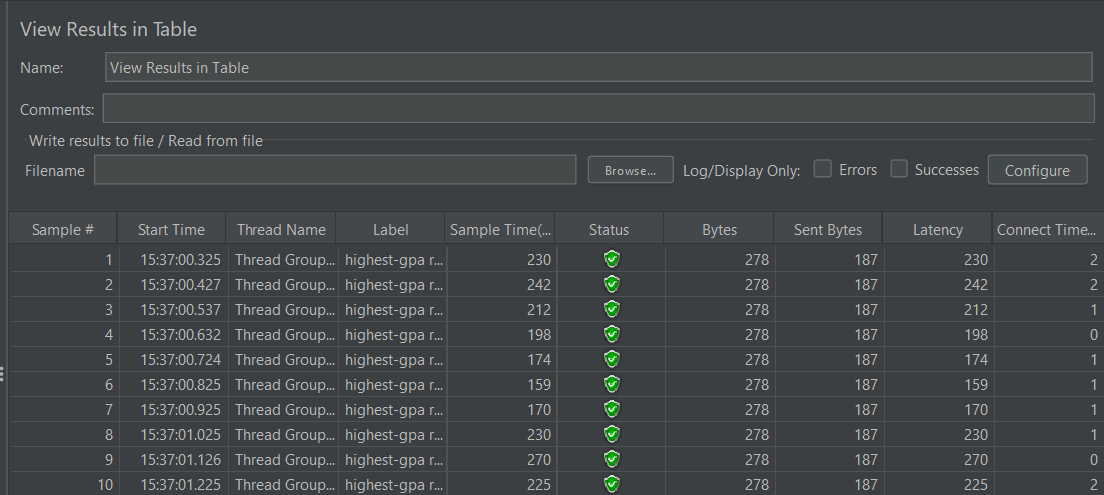 View Results in Table
Name: View Results in Table
Comments:
Write results to file / Read from file
Filename Browse... Log/Display Only: Errors Successes Configure
Sample # Start Time Thread Name Label Sample Time(... Status Bytes Sent Bytes Latency Connect Time...
1 15:37:00.325 Thread Group... highest-gpa r... 230 278 187 230 2
2 15:37:00.427 Thread Group... highest-gpa r... 242 278 187 242 2
3 15:37:00.537 Thread Group... highest-gpa r... 212 278 187 212 1
4 15:37:00.632 Thread Group... highest-gpa r... 198 278 187 198 0
5 15:37:00.724 Thread Group... highest-gpa r... 174 278 187 174 1
6 15:37:00.825 Thread Group... highest-gpa r... 159 278 187 159 1
7 15:37:00.925 Thread Group... highest-gpa r... 170 278 187 170 1
8 15:37:01.025 Thread Group... highest-gpa r... 230 278 187 230 1
9 15:37:01.126 Thread Group... highest-gpa r... 270 278 187 270 0
10 15:37:01.225 Thread Group... highest-gpa r... 225 278 187 225 2